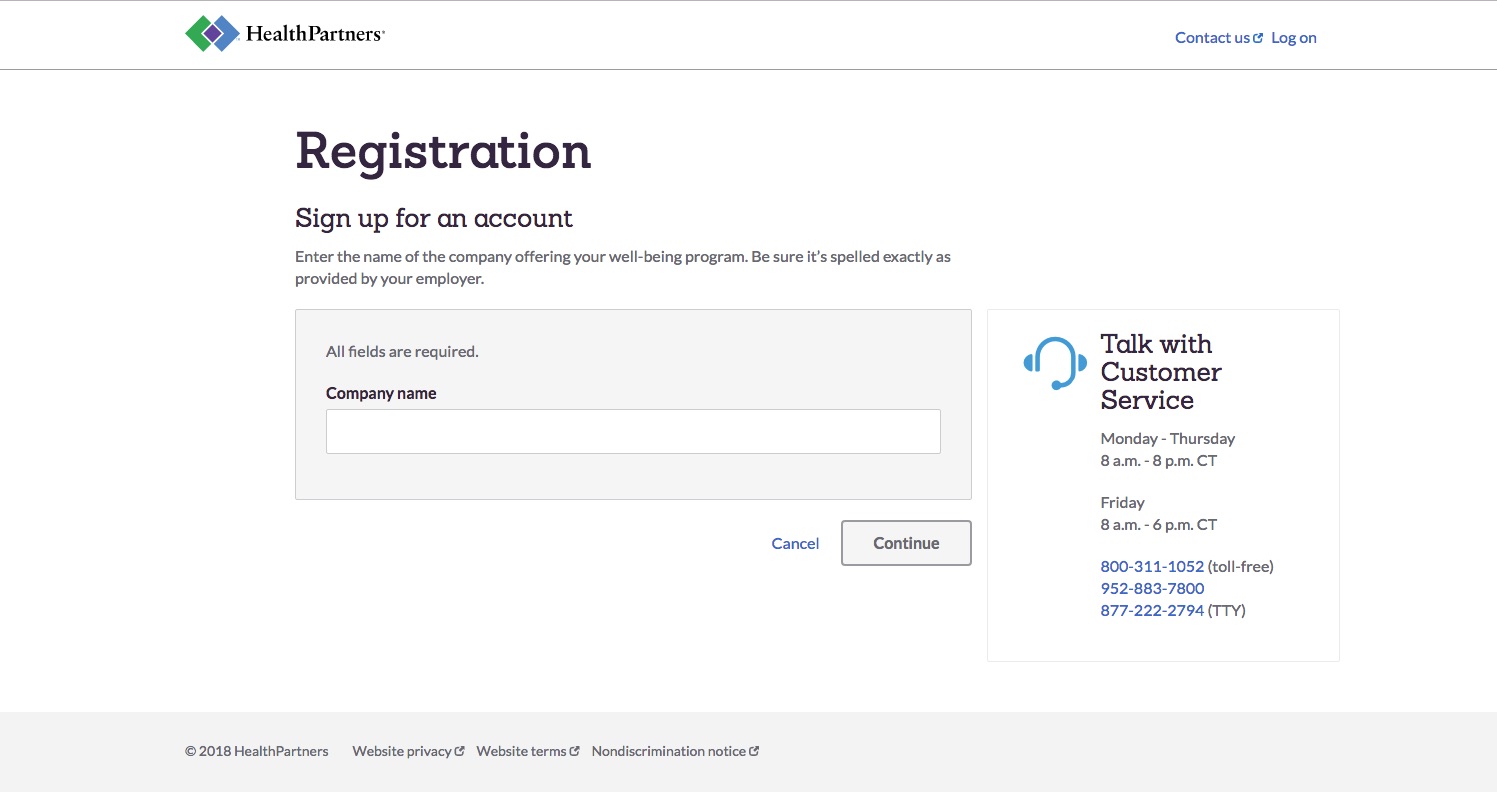 HealthPartners
Contact us Log on
Registration
Sign up for an account
Enter the name of the company offering your well-being program. Be sure it’s spelled exactly as
provided by your employer.
All fields are required.
Company name
Cancel
Continue
Talk with
Customer
Service
Monday - Thursday
8 a.m. - 8 p.m. CT
Friday
8 a.m. - 6 p.m. CT
800-311-1052 (toll-free)
952-883-7800
877-222-2794 (TTY)
© 2018 HealthPartners Website privacy Website terms Nondiscrimination notice